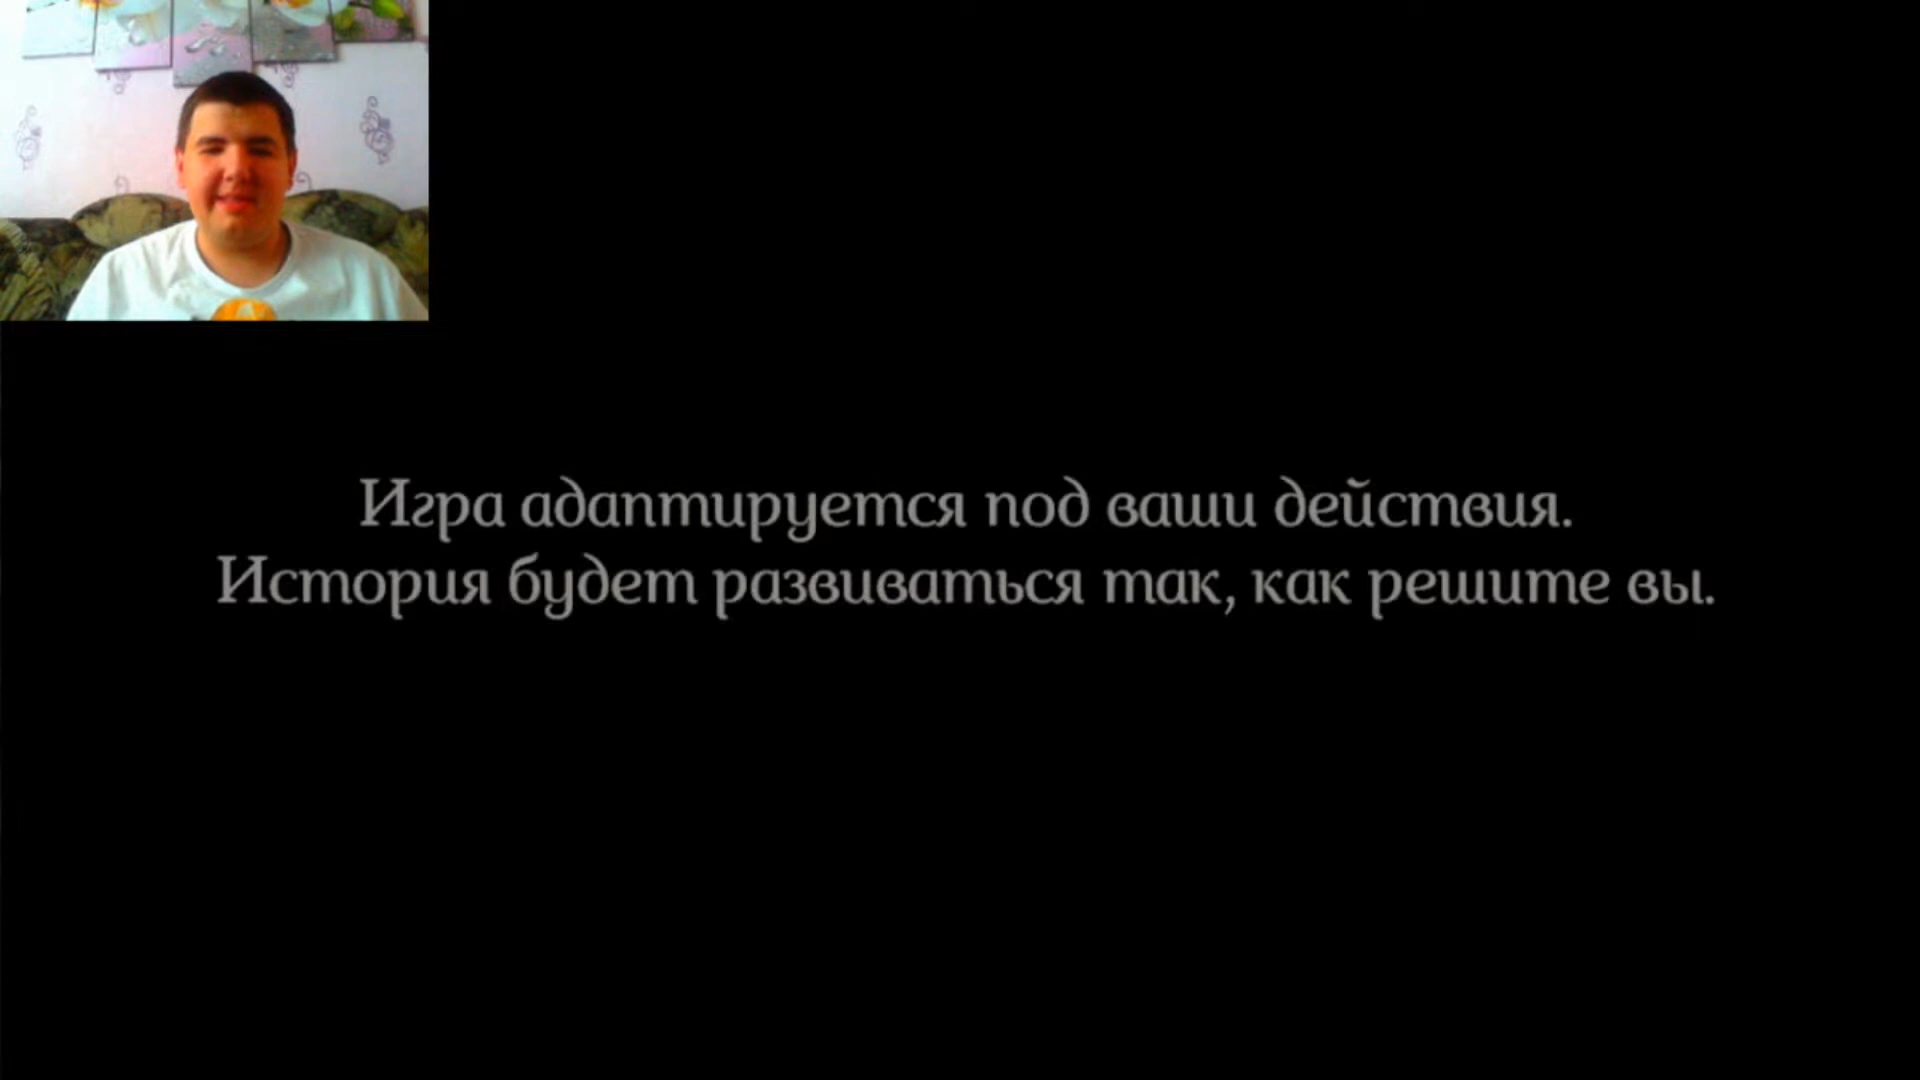 Игра адаптируется под ваши действия.
История будет развиваться так, как решите вы.